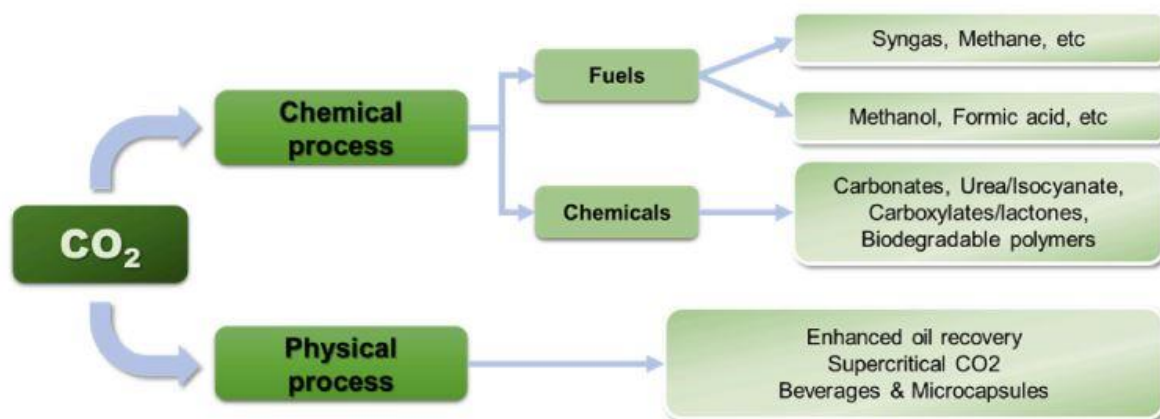 Syngas, Methane, etc
Fuels
Chemical
process
Methanol, Formic acid, etc
Carbonates, Urea/Isocyanate,
Carboxylates/lactones,
Biodegradable polymers
Chemicals
CO₂
Enhanced oil recovery
Supercritical CO2
Beverages & Microcapsules
Physical
process